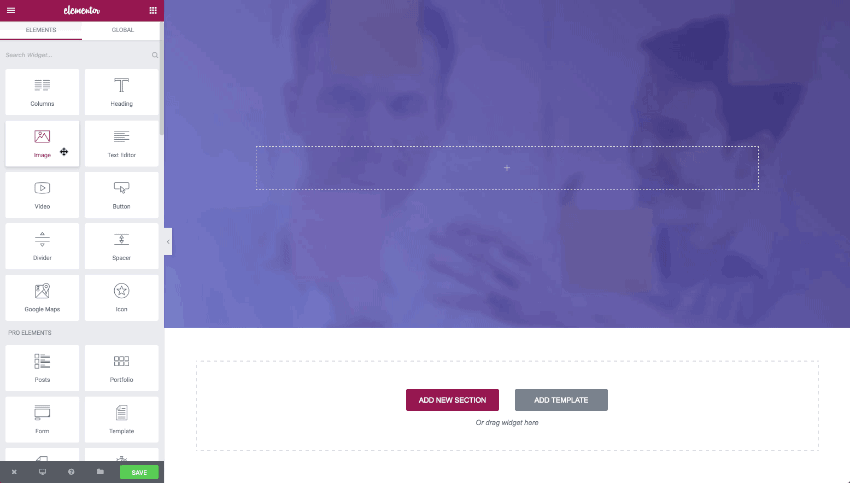 elementor
ELEMENTS
GLOBAL
Search Widget...
Columns
Heading
Image
Text Editor
Video
Button
Divider
Spacer
Google Maps
Icon
PRO ELEMENTS
Posts
Portfolio
Form
Template
SAVE
ADD NEW SECTION
ADD TEMPLATE
Or drag widget here